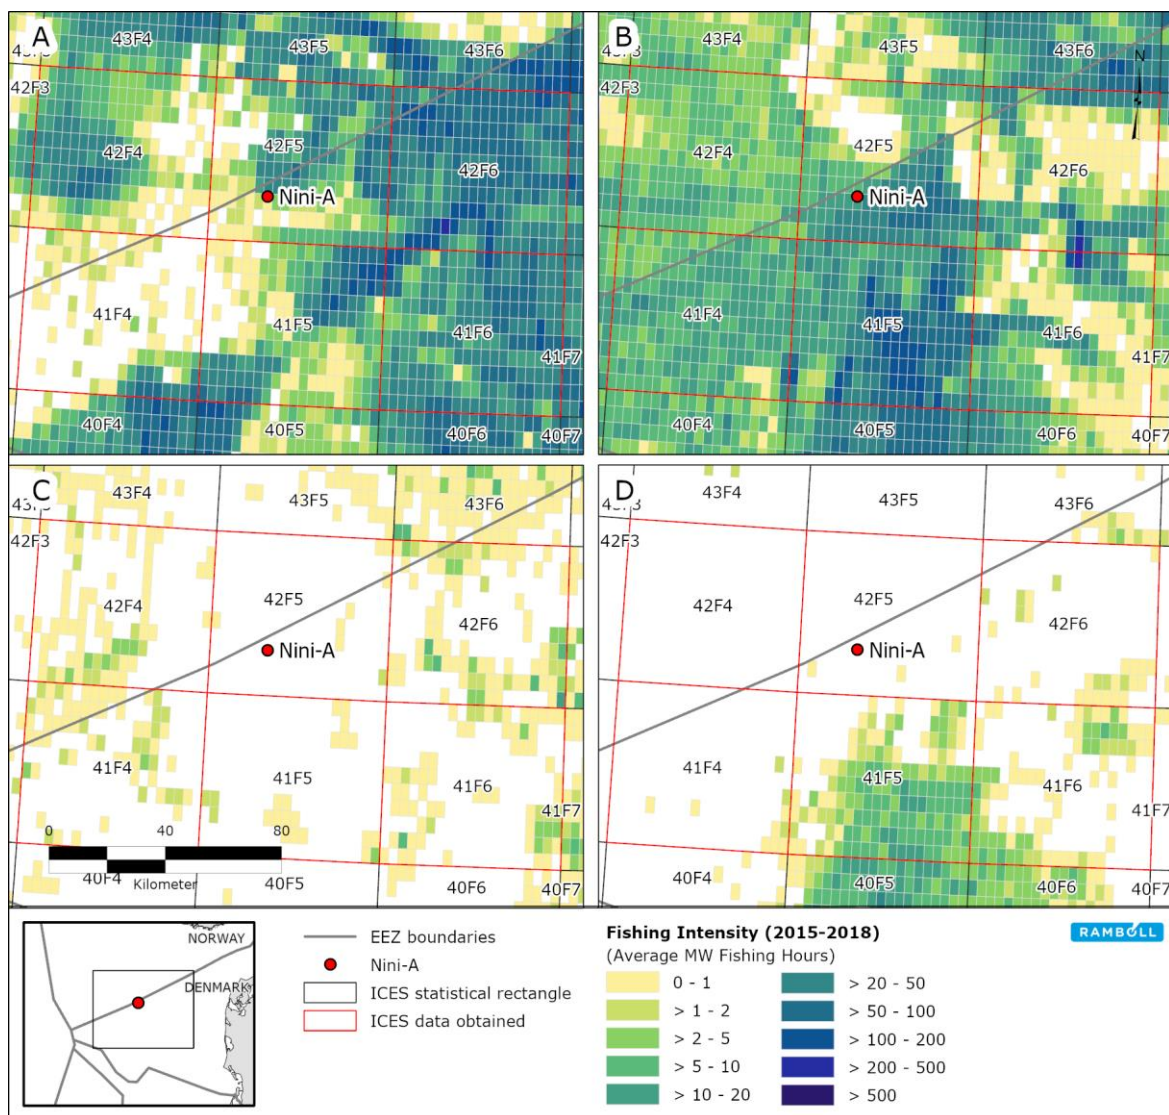 A
43F4
43F5
43F6
42F3
42F4
42F5
42F6
Nini-A
41F4
41F5
41F6
41F7
40F4
40F5
40F6
40F7
B
43F3
43F4
43F5
43F6
N
42F3
42F4
42F5
42F6
Nini-A
41F4
41F5
41F6
41F7
40F4
40F5
40F6
40F7
C
43F4
43F5
43F6
42F3
42F4
42F5
42F6
Nini-A
41F4
41F5
41F6
41F7
0 40 80
Kilometer
40F4
40F5
40F6
40F7
D
43F3
43F4
43F5
43F6
42F3
42F4
42F5
42F6
Nini-A
41F4
41F5
41F6
41F7
40F4
40F5
40F6
40F7
NORWAY
DENMARK
EEZ boundaries
Nini-A
ICES statistical rectangle
ICES data obtained
Fishing Intensity (2015-2018)
(Average MW Fishing Hours)
0 - 1
> 1 - 2
> 2 - 5
> 5 - 10
> 10 - 20
> 20 - 50
> 50 - 100
> 100 - 200
> 200 - 500
> 500
RAMBOLL